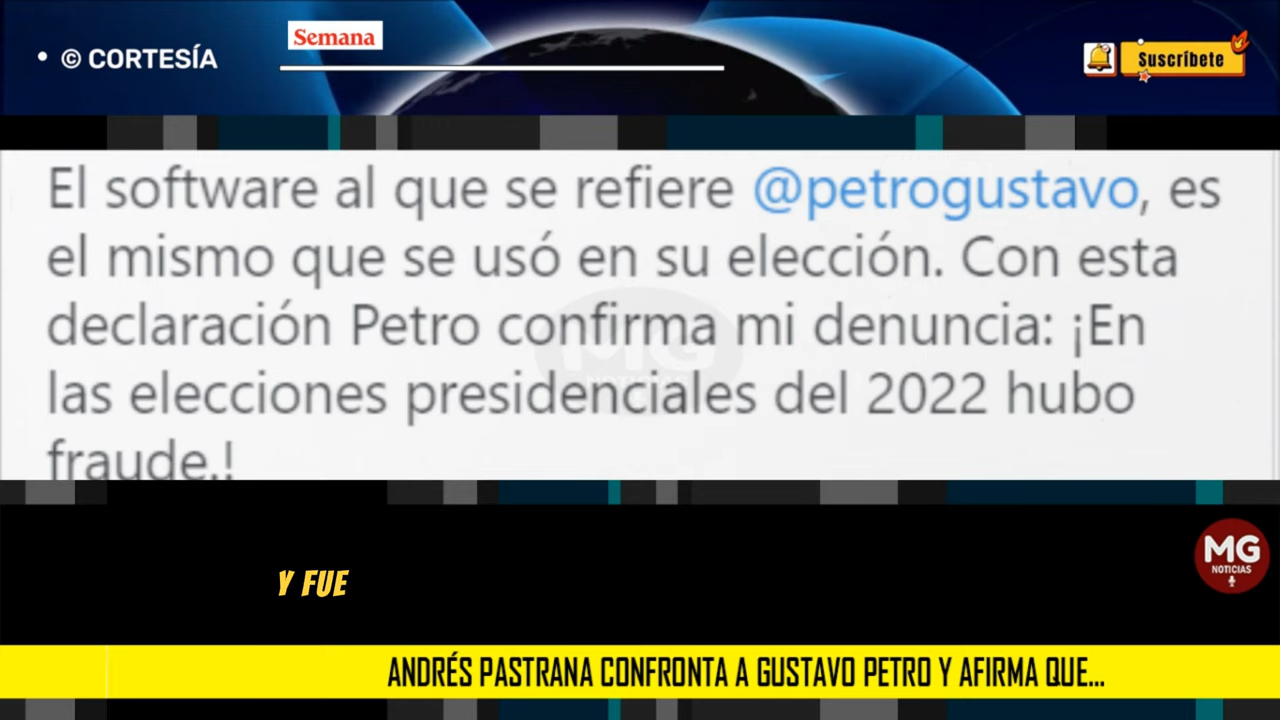 • © CORTESÍA
Semana
Suscríbete
El software al que se refiere @petrogustavo, es
el mismo que se usó en su elección. Con esta
declaración Petro confirma mi denuncia: ¡En
las elecciones presidenciales del 2022 hubo
fraude.!
Y FUE
MG
NOTICIAS
ANDRÉS PASTRANA CONFRONTA A GUSTAVO PETRO Y AFIRMA QUE...